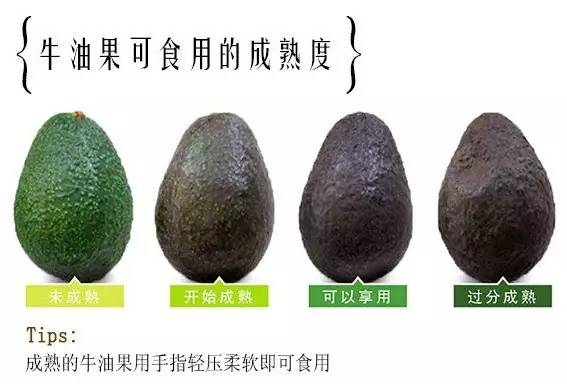 {牛油果可食用的成熟度}
未成熟
开始成熟
可以享用
过分成熟
Tips:
成熟的牛油果用手指轻压柔软即可食用